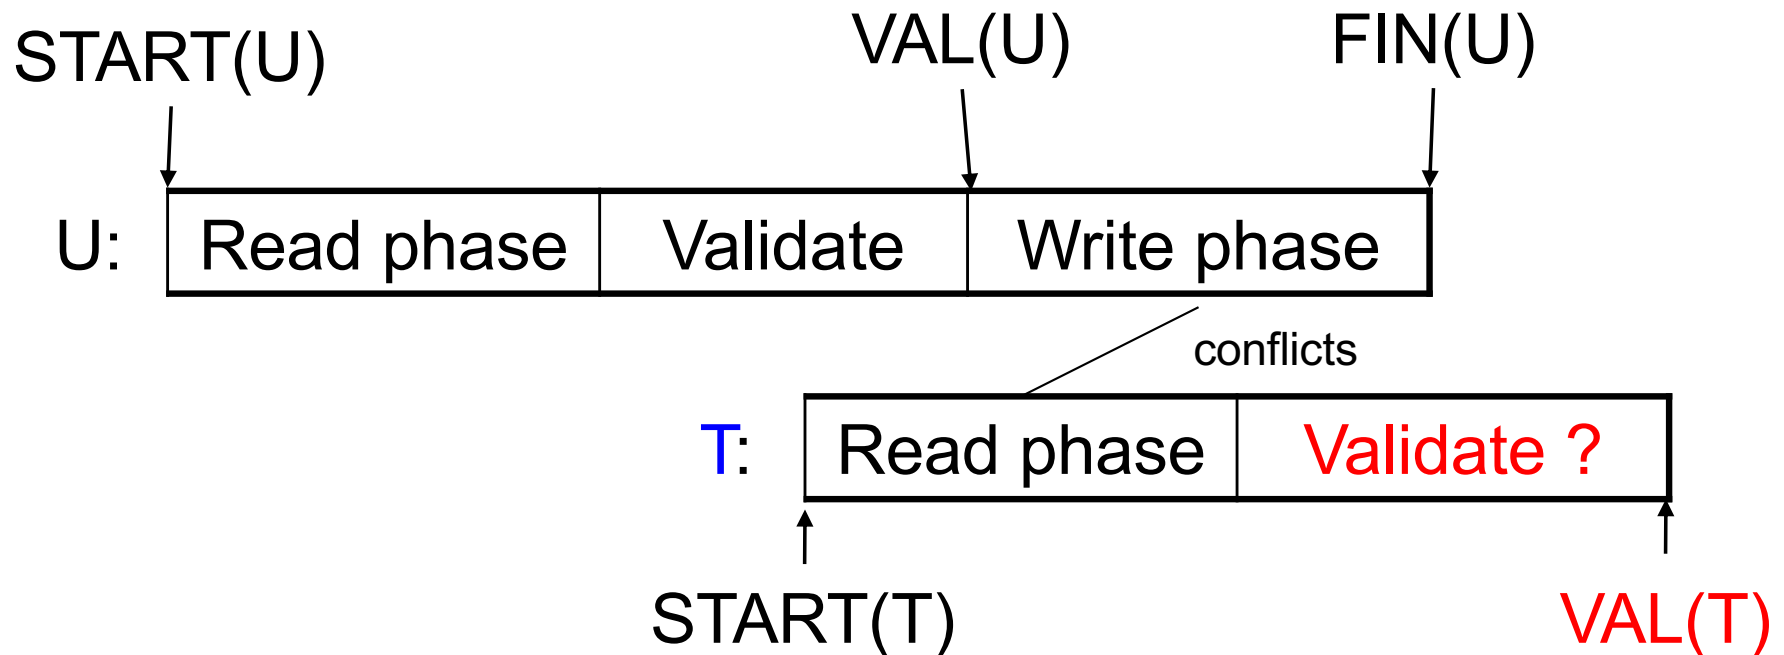 START(U) VAL(U) FIN(U)
U: Read phase Validate Write phase
conflicts
T: Read phase Validate ?
START(T) VAL(T)